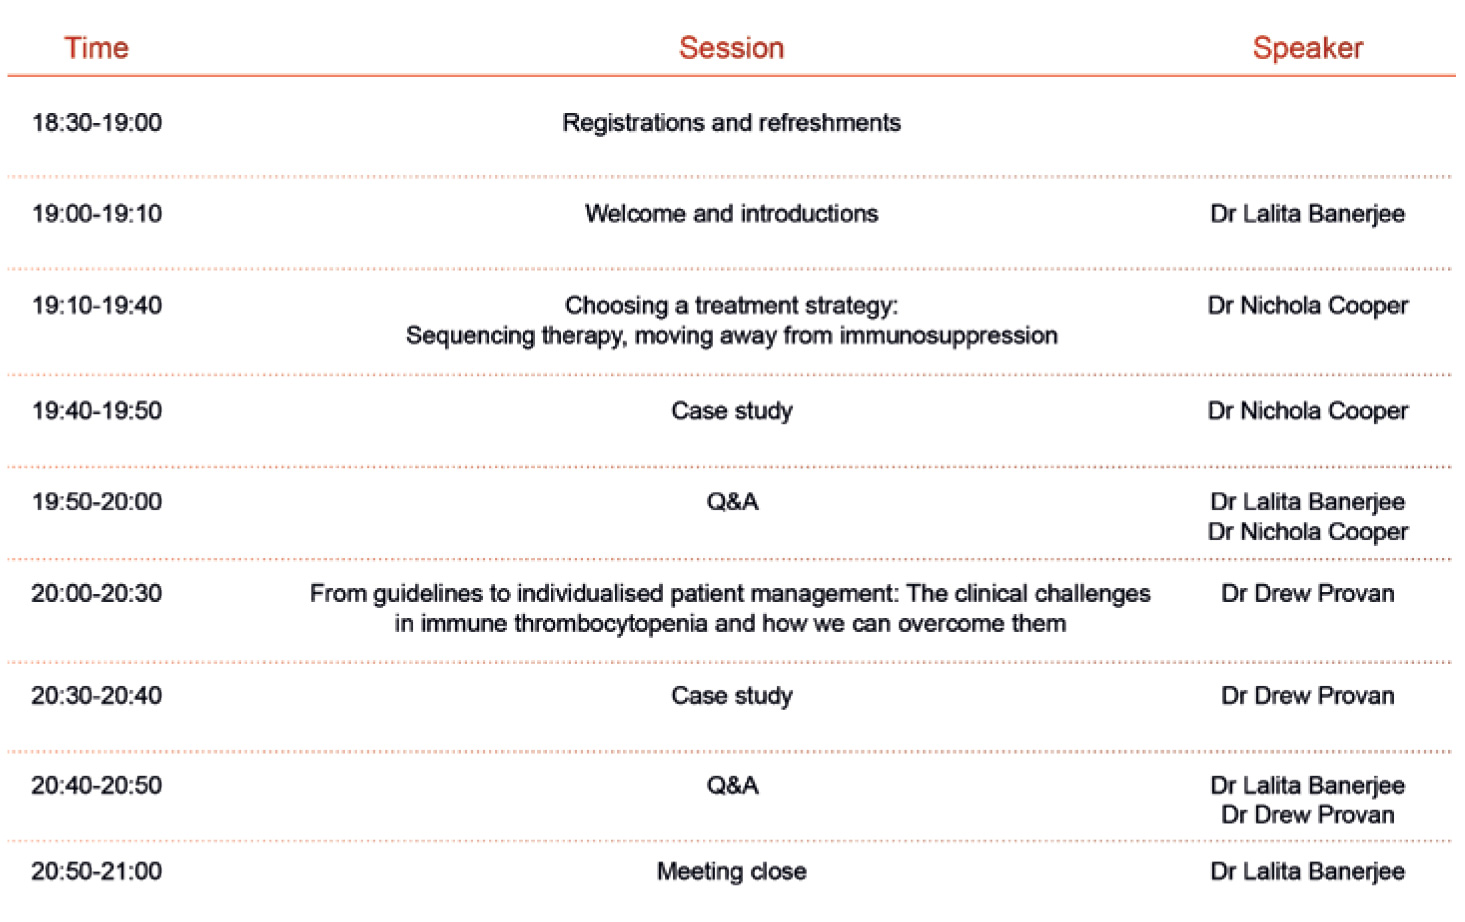 Time Session Speaker
18:30-19:00 Registrations and refreshments
19:00-19:10 Welcome and introductions Dr Lalita Banerjee
19:10-19:40 Choosing a treatment strategy: Dr Nichola Cooper
Sequencing therapy, moving away from immunosuppression
19:40-19:50 Case study Dr Nichola Cooper
19:50-20:00 Q&A Dr Lalita Banerjee
Dr Nichola Cooper
20:00-20:30 From guidelines to individualised patient management: The clinical challenges Dr Drew Provan
in immune thrombocytopenia and how we can overcome them
20:30-20:40 Case study Dr Drew Provan
20:40-20:50 Q&A Dr Lalita Banerjee
Dr Drew Provan
20:50-21:00 Meeting close Dr Lalita Banerjee